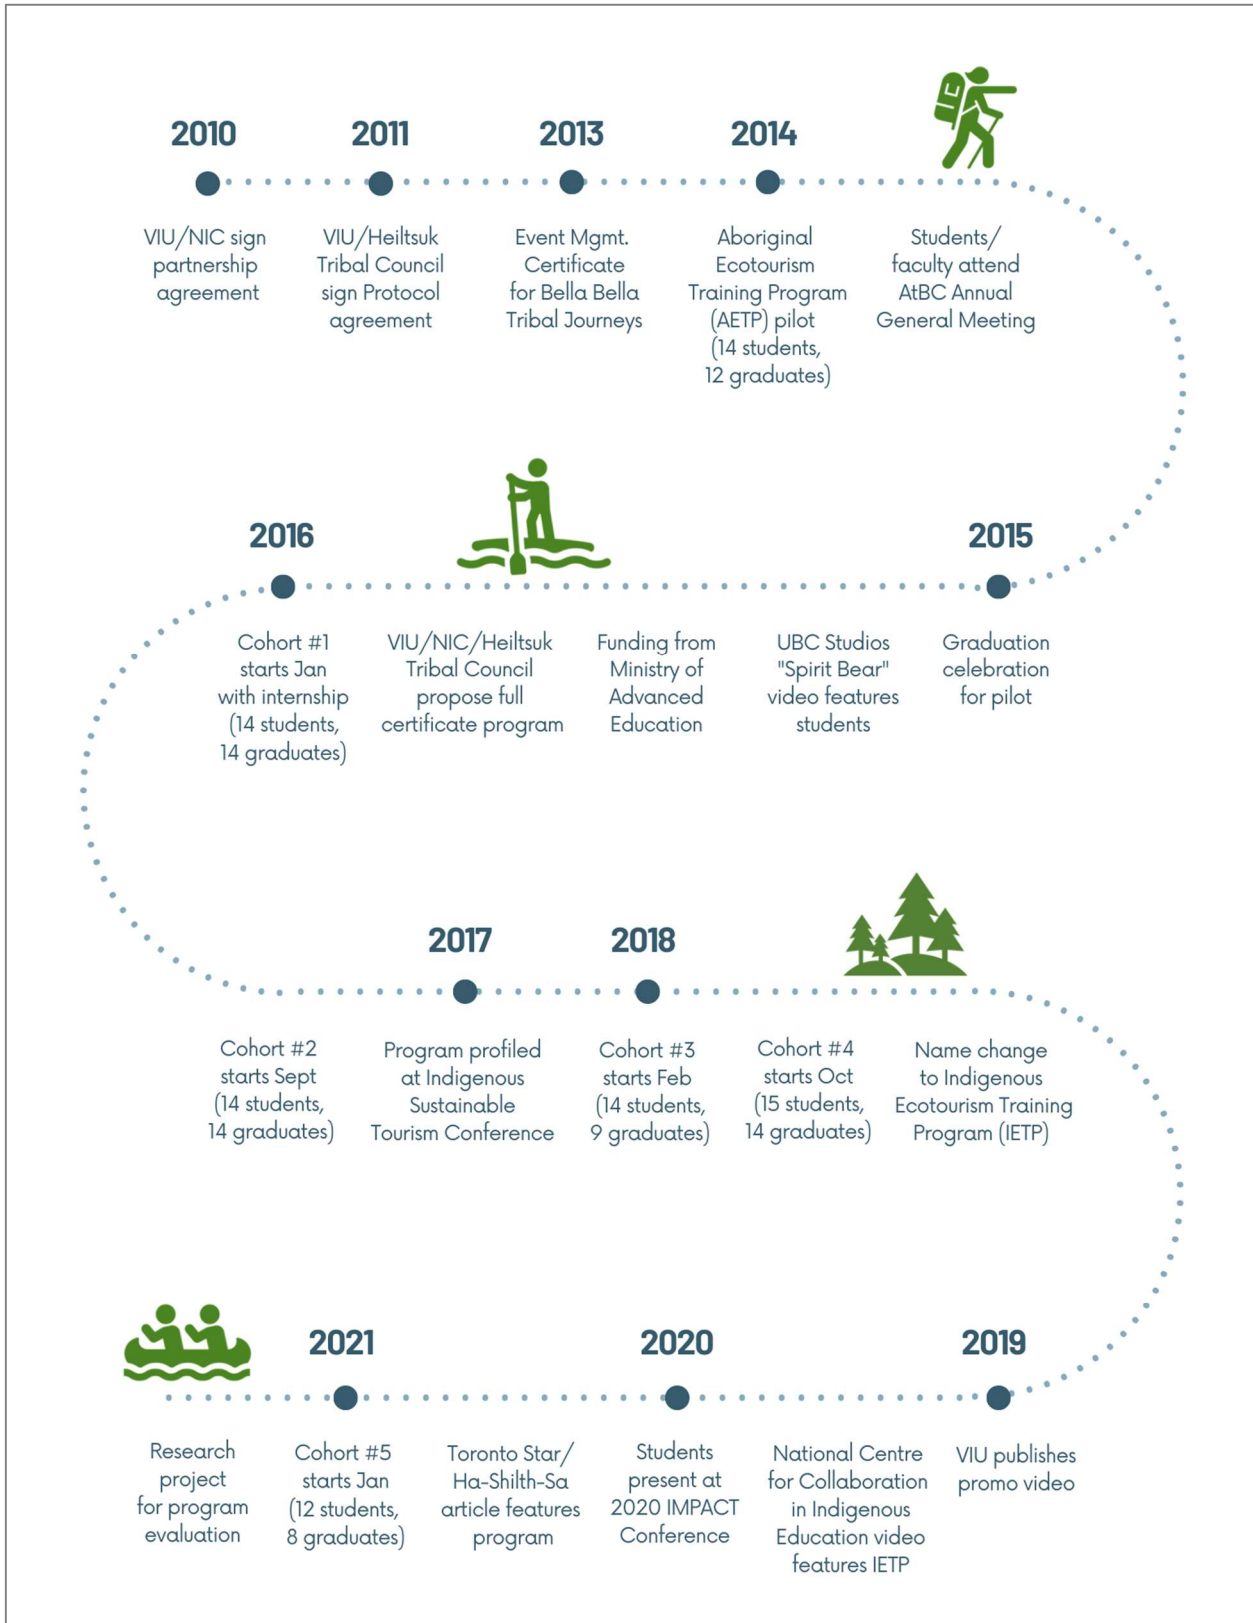 2010
VIU/NIC sign
partnership
agreement
2011
VIU/Heiltsuk
Tribal Council
sign Protocol
agreement
2013
Event Mgmt.
Certificate
for Bella Bella
Tribal Journeys
2014
Aboriginal
Ecotourism
Training Program
(AETP) pilot
(14 students,
12 graduates)
Students/
faculty attend
AtBC Annual
General Meeting
2015
Graduation
celebration
for pilot
UBC Studios
"Spirit Bear"
video features
students
Funding from
Ministry of
Advanced
Education
VIU/NIC/Heiltsuk
Tribal Council
propose full
certificate program
2016
Cohort #1
starts Jan
with internship
(14 students,
14 graduates)
Cohort #2
starts Sept
(14 students,
14 graduates)
2017
Program profiled
at Indigenous
Sustainable
Tourism Conference
2018
Cohort #3
starts Feb
(14 students,
9 graduates)
Cohort #4
starts Oct
(15 students,
14 graduates)
Name change
to Indigenous
Ecotourism Training
Program (IETP)
2019
VIU publishes
promo video
National Centre
for Collaboration
in Indigenous
Education video
features IETP
2020
Students
present at
2020 IMPACT
Conference
Toronto Star/
Ha-Shilth-Sa
article features
program
2021
Cohort #5
starts Jan
(12 students,
8 graduates)
Research
project
for program
evaluation